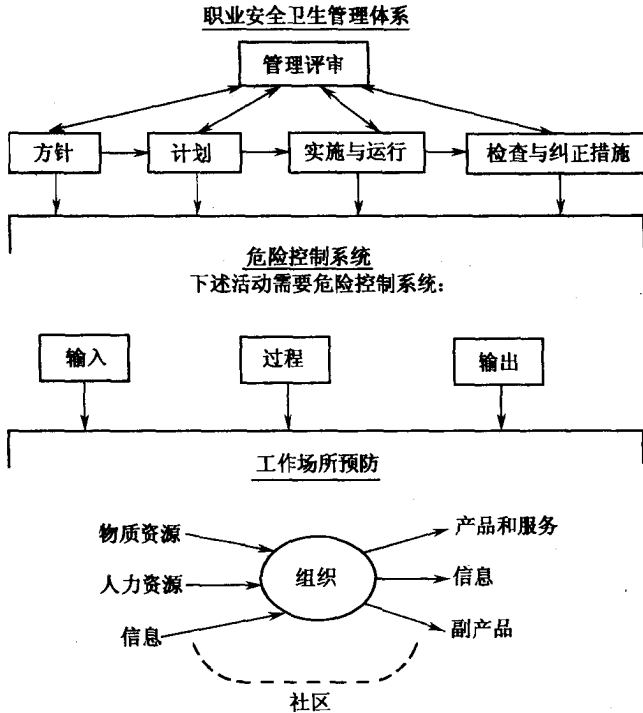 职业安全卫生管理体系
管理评审
方针
计划
实施与运行
检查与纠正措施
危险控制系统
下述活动需要危险控制系统：
输入
过程
输出
工作场所预防
物质资源
人力资源
信息
组织
产品和服务
信息
副产品
社区